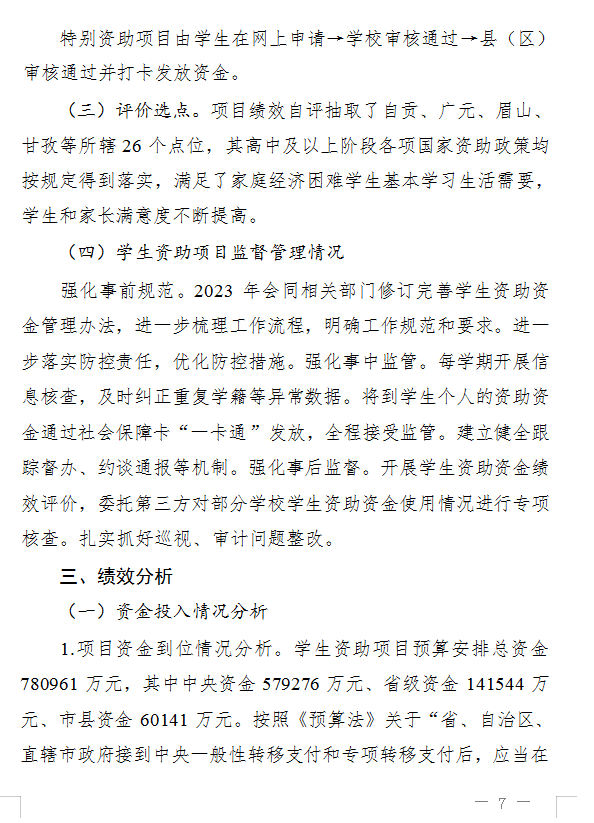 特别资助项目由学生在网上申请→学校审核通过→县（区）
审核通过并打卡发放资金。
（三）评价选点。项目绩效自评抽取了自贡、广元、眉山、
甘孜等所辖 26 个点位，其高中及以上阶段各项国家资助政策均
按规定得到落实，满足了家庭经济困难学生基本学习生活需要，
学生和家长满意度不断提高。
（四）学生资助项目监督管理情况
强化事前规范。2023 年会同相关部门修订完善学生资助资
金管理办法，进一步梳理工作流程，明确工作规范和要求。进一
步落实防控责任，优化防控措施。强化事中监管。每学期开展信
息核查，及时纠正重复学籍等异常数据。将到学生个人的资助资
金通过社会保障卡“一卡通”发放，全程接受监管。建立健全跟
踪督办、约谈通报等机制。强化事后监督。开展学生资助资金绩
效评价，委托第三方对部分学校学生资助资金使用情况进行专项
核查。扎实抓好巡视、审计问题整改。
三、绩效分析
（一）资金投入情况分析
1.项目资金到位情况分析。学生资助项目预算安排总资金
780961 万元，其中中央资金 579276 万元、省级资金 141544 万
元、市县资金 60141 万元。按照《预算法》关于“省、自治区、
直辖市政府接到中央一般性转移支付和专项转移支付后，应当在
— 7 —